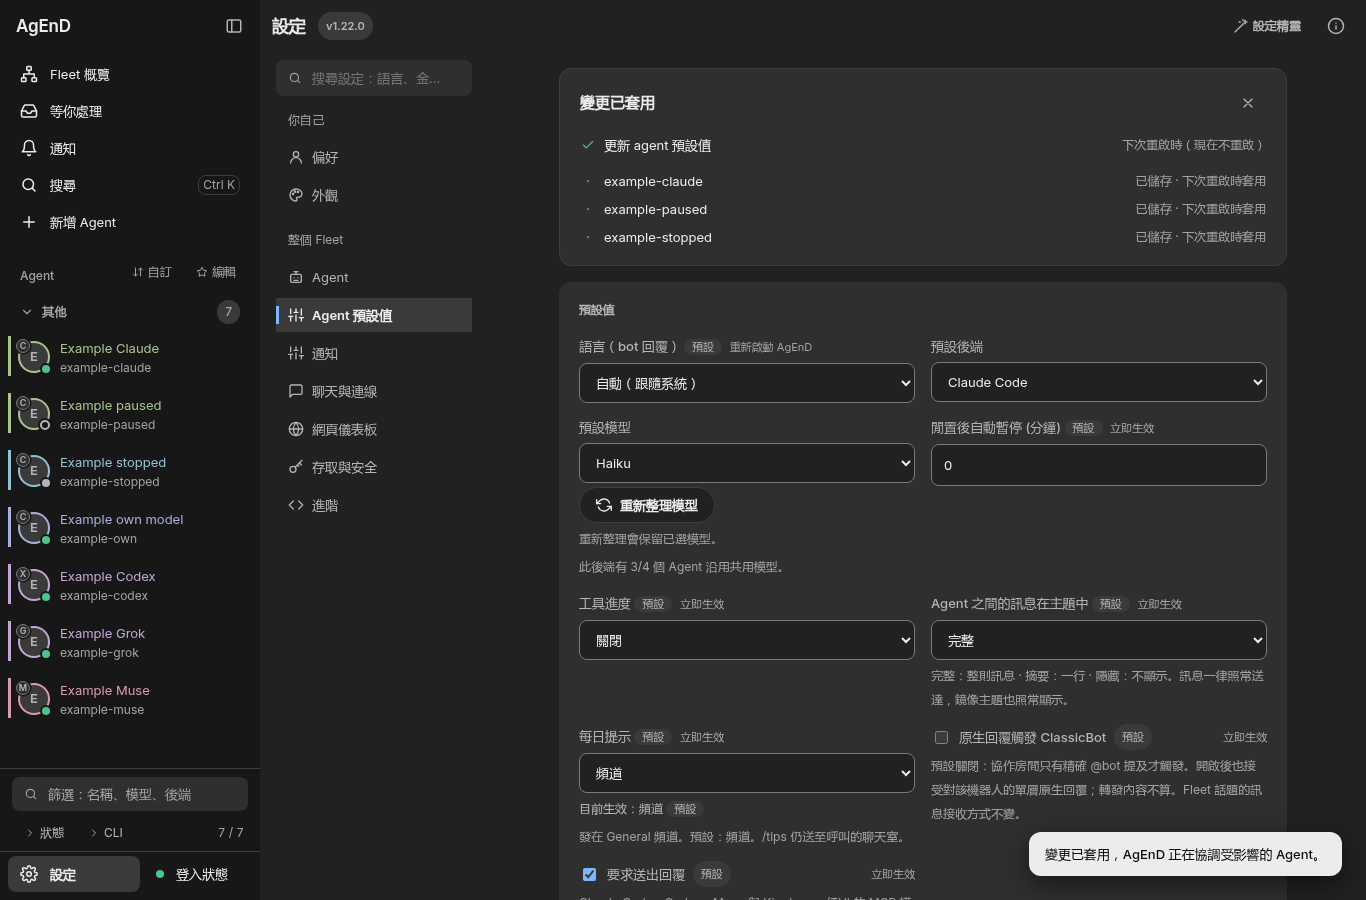 AgEnD
Fleet 概覽
等你處理
通知
搜尋
Ctrl K
新增 Agent
Agent
自訂
編輯
其他
7
C
E
Example Claude
example-claude
C
E
Example paused
example-paused
C
E
Example stopped
example-stopped
C
E
Example own model
example-own
X
E
Example Codex
example-codex
G
E
Example Grok
example-grok
M
E
Example Muse
example-muse
篩選：名稱、模型、後端
狀態
CLI
7 / 7
設定
登入狀態
設定
v1.22.0
設定精靈
搜尋設定：語言、金...
你自己
偏好
外觀
整個 Fleet
Agent
Agent 預設值
通知
聊天與連線
網頁儀表板
存取與安全
進階
變更已套用
更新 agent 預設值
下次重啟時（現在不重啟）
· example-claude
已儲存 · 下次重啟時套用
· example-paused
已儲存 · 下次重啟時套用
· example-stopped
已儲存 · 下次重啟時套用
預設值
語言（bot 回覆） 預設 重新啟動 AgEnD
自動（跟隨系統）
預設後端
Claude Code
預設模型
Haiku
重新整理模型
重新整理會保留已選模型。
此後端有 3/4 個 Agent 沿用共用模型。
閒置後自動暫停 (分鐘) 預設 立即生效
0
工具進度 預設 立即生效
關閉
Agent 之間的訊息在主題中 預設 立即生效
完整
完整：整則訊息 · 摘要：一行 · 隱藏：不顯示。訊息一律照常送
達，鏡像主題也照常顯示。
每日提示 預設 立即生效
頻道
目前生效：頻道 預設
發在 General 頻道。預設：頻道。/tips 仍送至呼叫的聊天室。
原生回覆觸發 ClassicBot 預設 立即生效
預設關閉：協作房間只有精確 @bot 提及才觸發。開啟後也接
受對該機器人的單層原生回覆；轉發內容不算。Fleet 話題的訊
息接收方式不變。
要求送出回覆 預設 立即生效
變更已套用，AgEnD 正在協調受影響的 Agent。